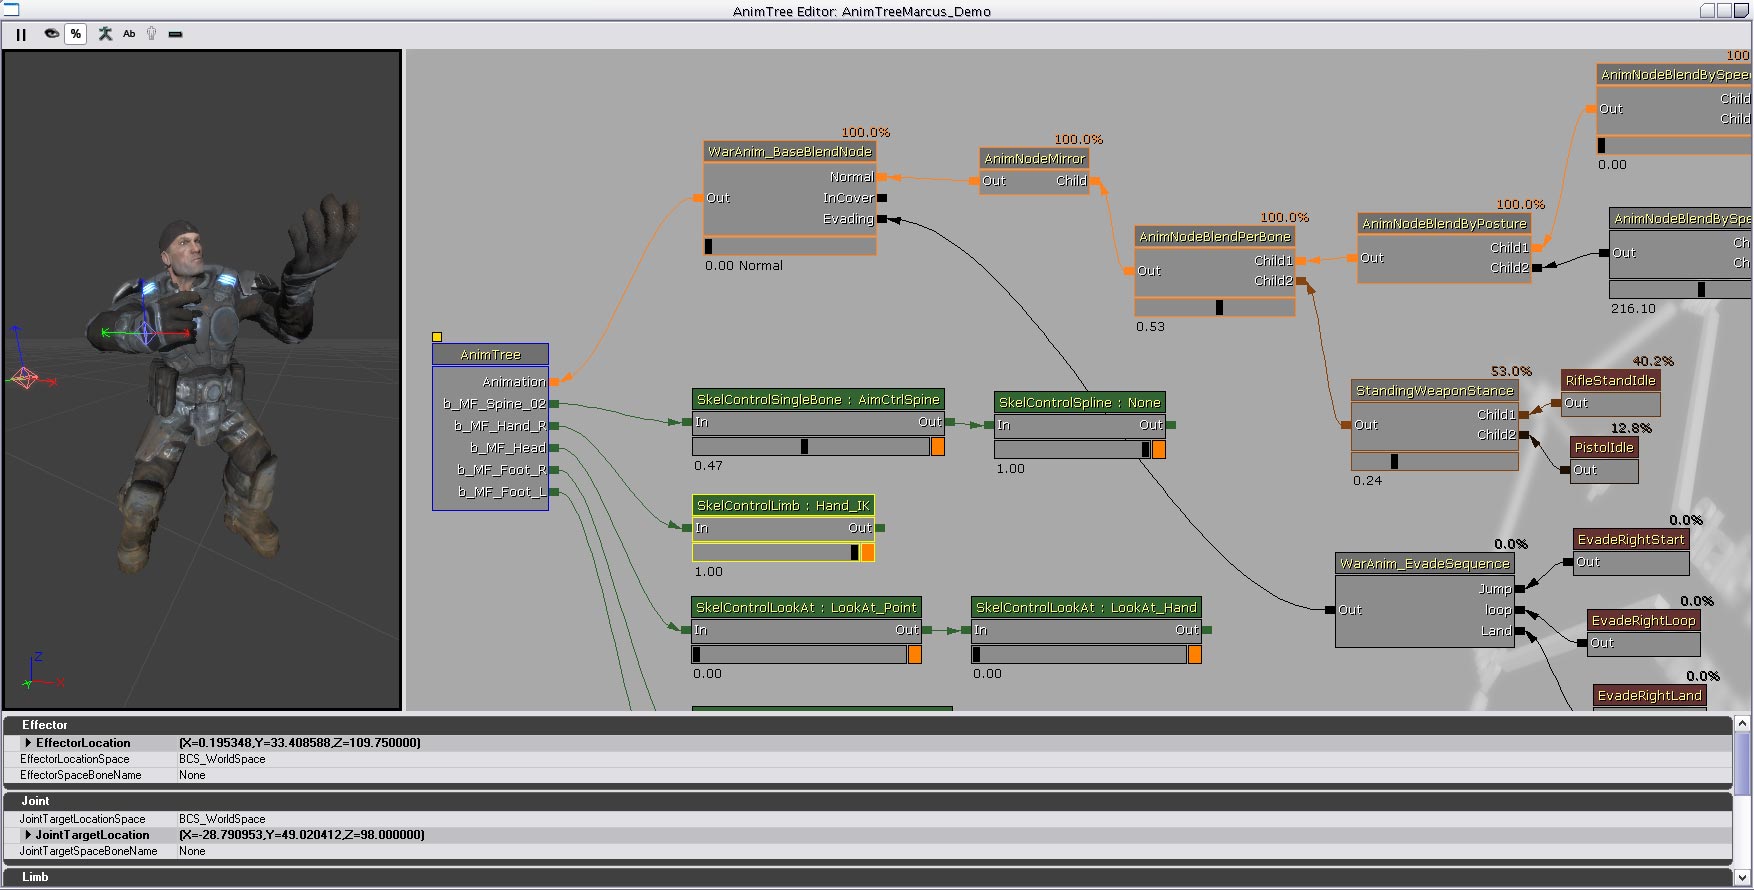 AnimTree Editor: AnimTreeMarcus_Demo
%
Ab
Z
X
Y
100.0%
WarAnim_BaseBlendNode
Normal
Out
InCover
Evading
0.00 Normal
100.0%
AnimNodeMirror
Out Child
100.0%
AnimNodeBlendPerBone
Child1
Out
Child2
0.53
100.0%
AnimNodeBlendByPosture
Child1
Out
Child2
100
AnimNodeBlendBySpee
Child
Out
Child
0.00
AnimNodeBlendBySpe
Ch
Out
Ch
216.10
AnimTree
Animation
b_MF_Spine_02
b_MF_Hand_R
b_MF_Head
b_MF_Foot_R
b_MF_Foot_L
SkelControlSingleBone : AimCtrlSpine
In Out
0.47
SkelControlSpline : None
In Out
1.00
SkelControlLimb : Hand_IK
In Out
1.00
SkelControlLookAt : LookAt_Point
In Out
0.00
SkelControlLookAt : LookAt_Hand
In Out
0.00
53.0%
StandingWeaponStance
Child1
Out
Child2
0.24
40.2%
RifleStandIdle
Out
12.8%
PistolIdle
Out
0.0%
WarAnim_EvadeSequence
Jump
Out
loop
Land
0.0%
EvadeRightStart
Out
0.0%
EvadeRightLoop
Out
0.0%
EvadeRightLand
Effector
EffectorLocation (X=0.195348,Y=33.408588,Z=109.750000)
EffectorLocationSpace BCS_WorldSpace
EffectorSpaceBoneName None
Joint
JointTargetLocationSpace BCS_WorldSpace
JointTargetLocation (X=-28.790953,Y=49.020412,Z=98.000000)
JointTargetSpaceBoneName None
Limb